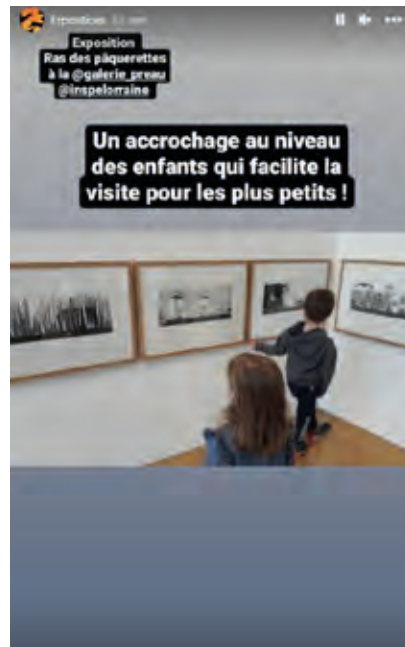 Expositions
Exposition
Ras des pâquerettes
à la @galerie_preau
@inspelorraine
Un accrochage au niveau
des enfants qui facilite la
visite pour les plus petits !